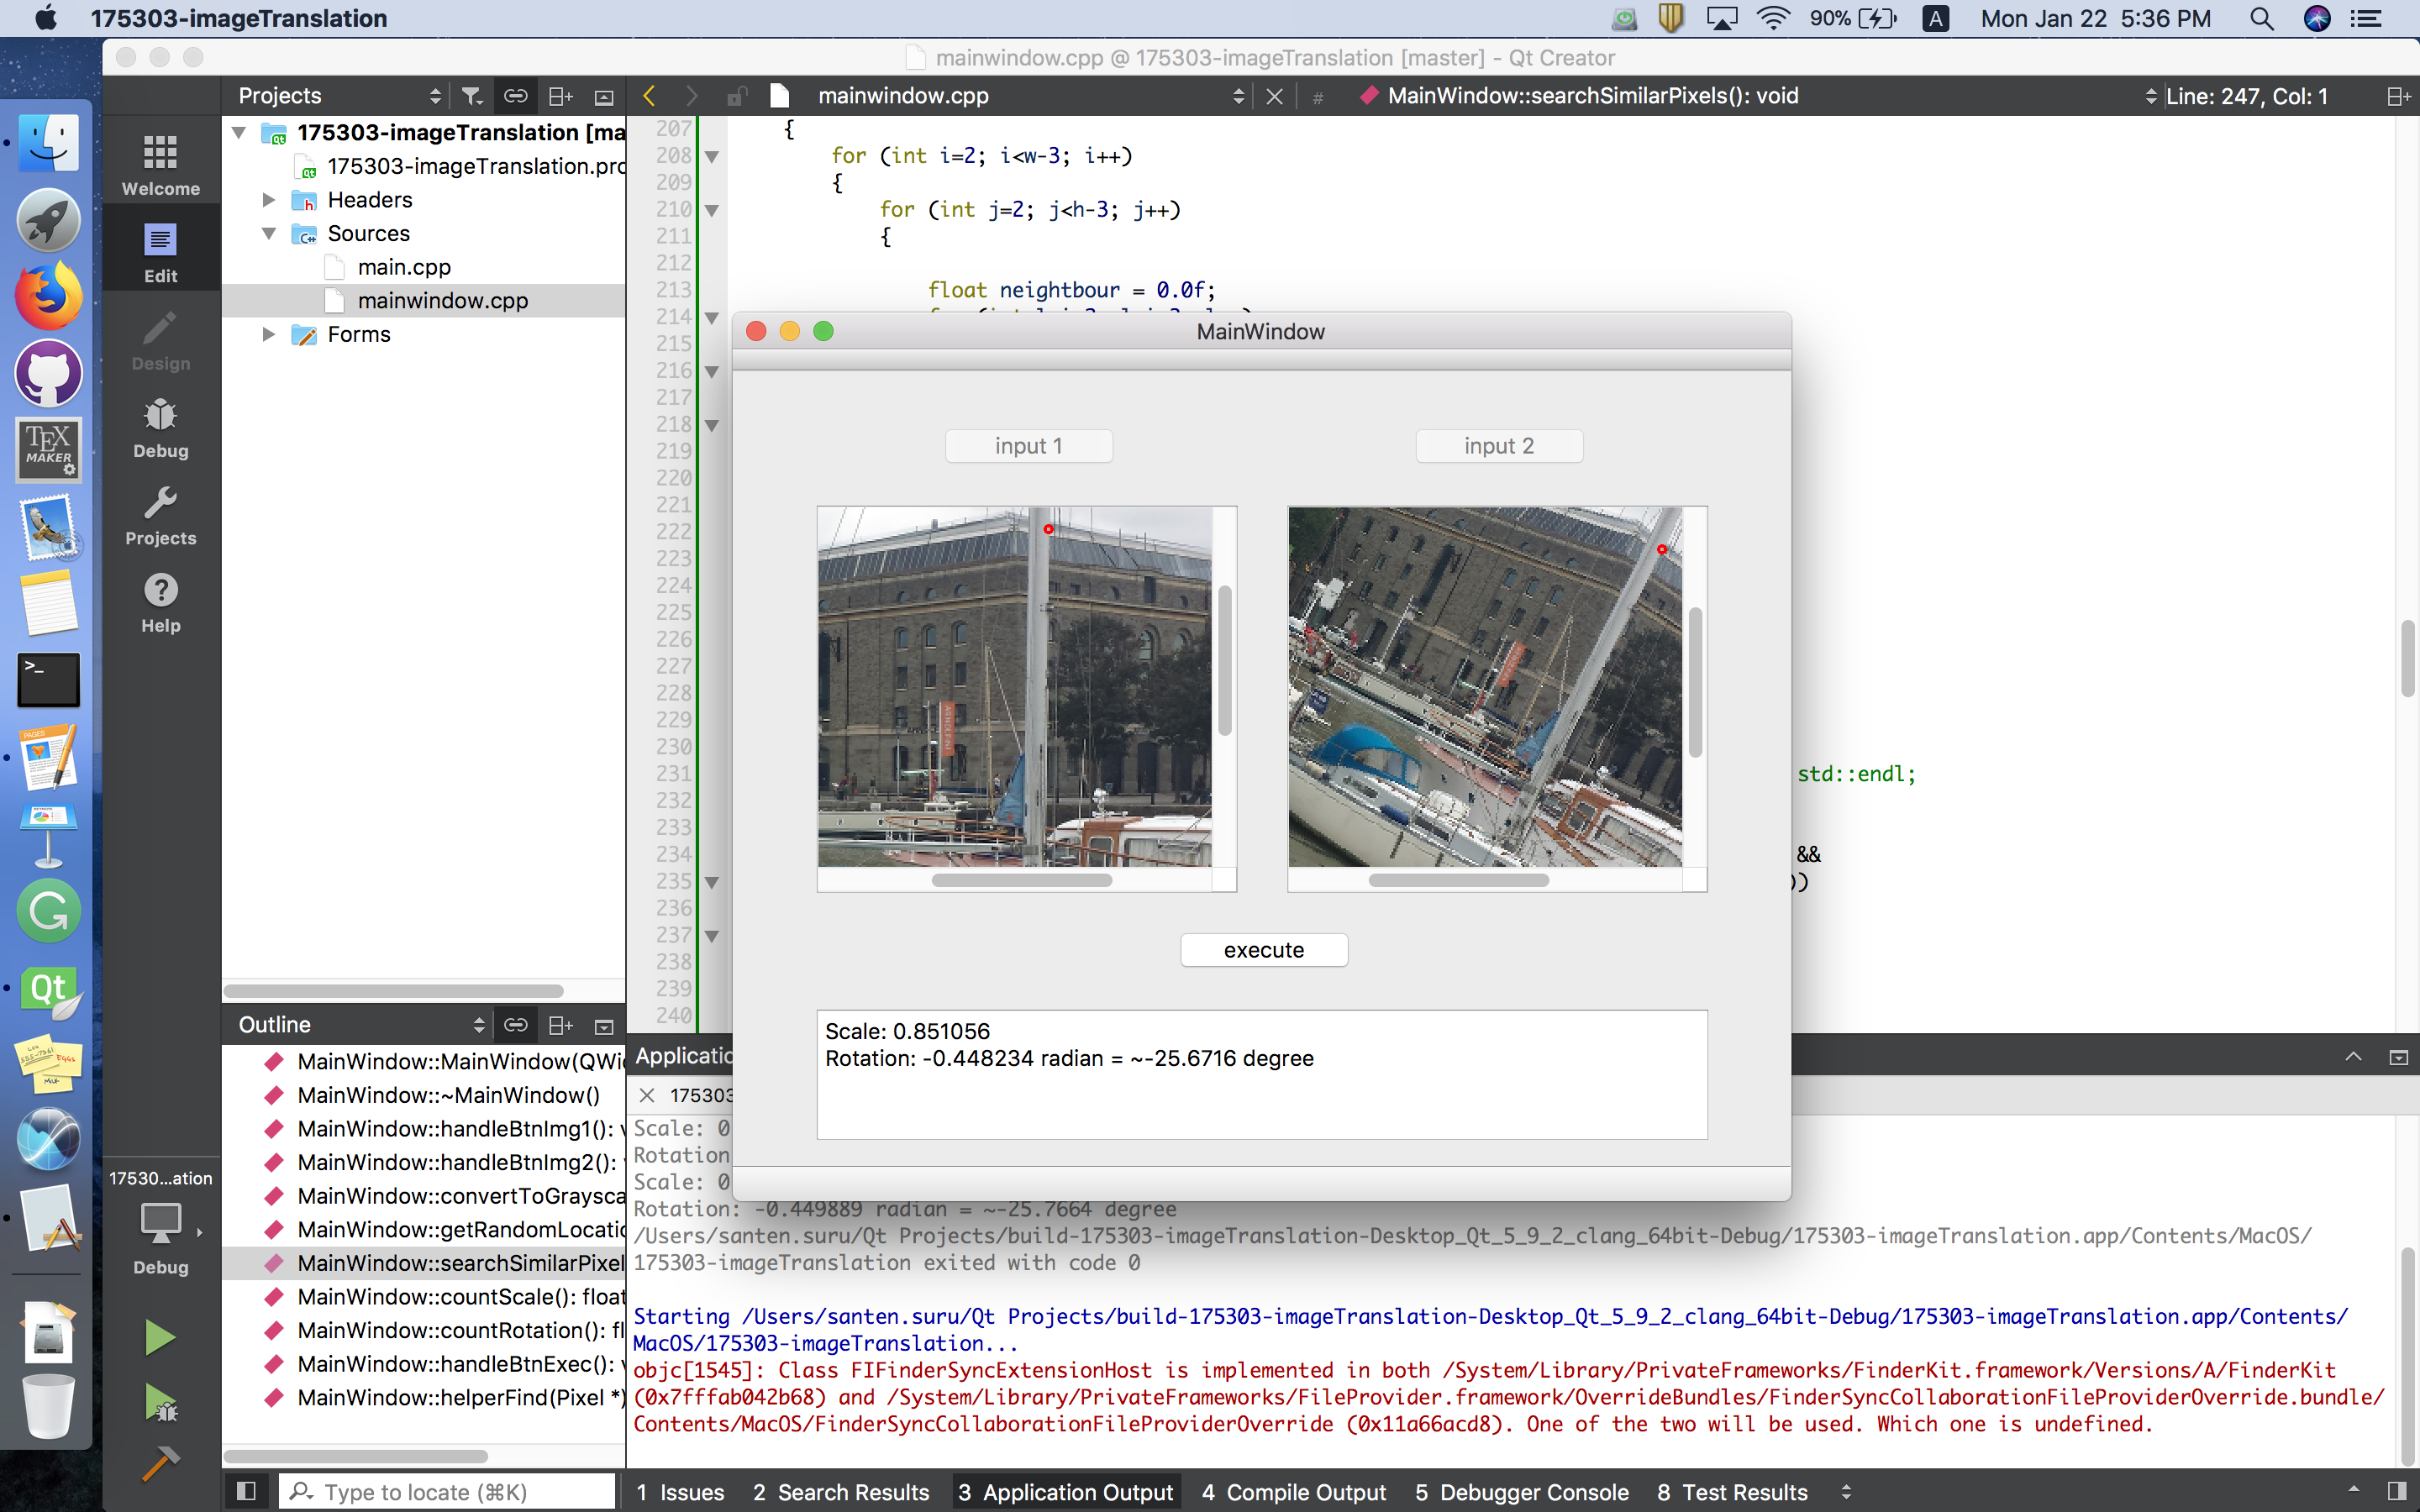 175303-imageTranslation
90%
A
Mon Jan 22 5:36 PM
mainwindow.cpp @ 175303-imageTranslation [master] - Qt Creator
Projects
mainwindow.cpp
#
MainWindow::searchSimilarPixels(): void
Line: 247, Col: 1
Welcome
Edit
Design
Debug
Projects
Help
175303-imageTranslation [ma
175303-imageTranslation.pro
Headers
Sources
main.cpp
mainwindow.cpp
Forms
207 {
208 for (int i=2; i<w-3; i++)
209 {
210 for (int j=2; j<h-3; j++)
211 {
212
213 float neightbour = 0.0f;
214
215
216
217
218
219
220
221
222
223
224
225
226
227
228
229
230
231 std::endl;
232
233
234 &&
235 ))
236
237
238
239
240
MainWindow
input 1
input 2
ARNOLFINI
execute
Scale: 0.851056
Rotation: -0.448234 radian = ~-25.6716 degree
TEX
MAKER
PAGES
Qt
Outline
MainWindow::MainWindow(QWid
MainWindow::~MainWindow()
MainWindow::handleBtnImg1(): v
MainWindow::handleBtnImg2(): v
MainWindow::convertToGraysca
MainWindow::getRandomLocatio
MainWindow::searchSimilarPixel
MainWindow::countScale(): float
MainWindow::countRotation(): fl
MainWindow::handleBtnExec(): v
MainWindow::helperFind(Pixel *)
17530...ation
Debug
Applicatio
175303
Scale: 0
Rotation
Scale: 0
Rotation: -0.449889 radian = ~-25.7664 degree
/Users/santen.suru/Qt Projects/build-175303-imageTranslation-Desktop_Qt_5_9_2_clang_64bit-Debug/175303-imageTranslation.app/Contents/MacOS/
175303-imageTranslation exited with code 0
Starting /Users/santen.suru/Qt Projects/build-175303-imageTranslation-Desktop_Qt_5_9_2_clang_64bit-Debug/175303-imageTranslation.app/Contents/
MacOS/175303-imageTranslation...
objc[1545]: Class FIFinderSyncExtensionHost is implemented in both /System/Library/PrivateFrameworks/FinderKit.framework/Versions/A/FinderKit
(0x7fffab042b68) and /System/Library/PrivateFrameworks/FileProvider.framework/OverrideBundles/FinderSyncCollaborationFileProviderOverride.bundle/
Contents/MacOS/FinderSyncCollaborationFileProviderOverride (0x11a66acd8). One of the two will be used. Which one is undefined.
Type to locate (⌘K)
1 Issues
2 Search Results
3 Application Output
4 Compile Output
5 Debugger Console
8 Test Results